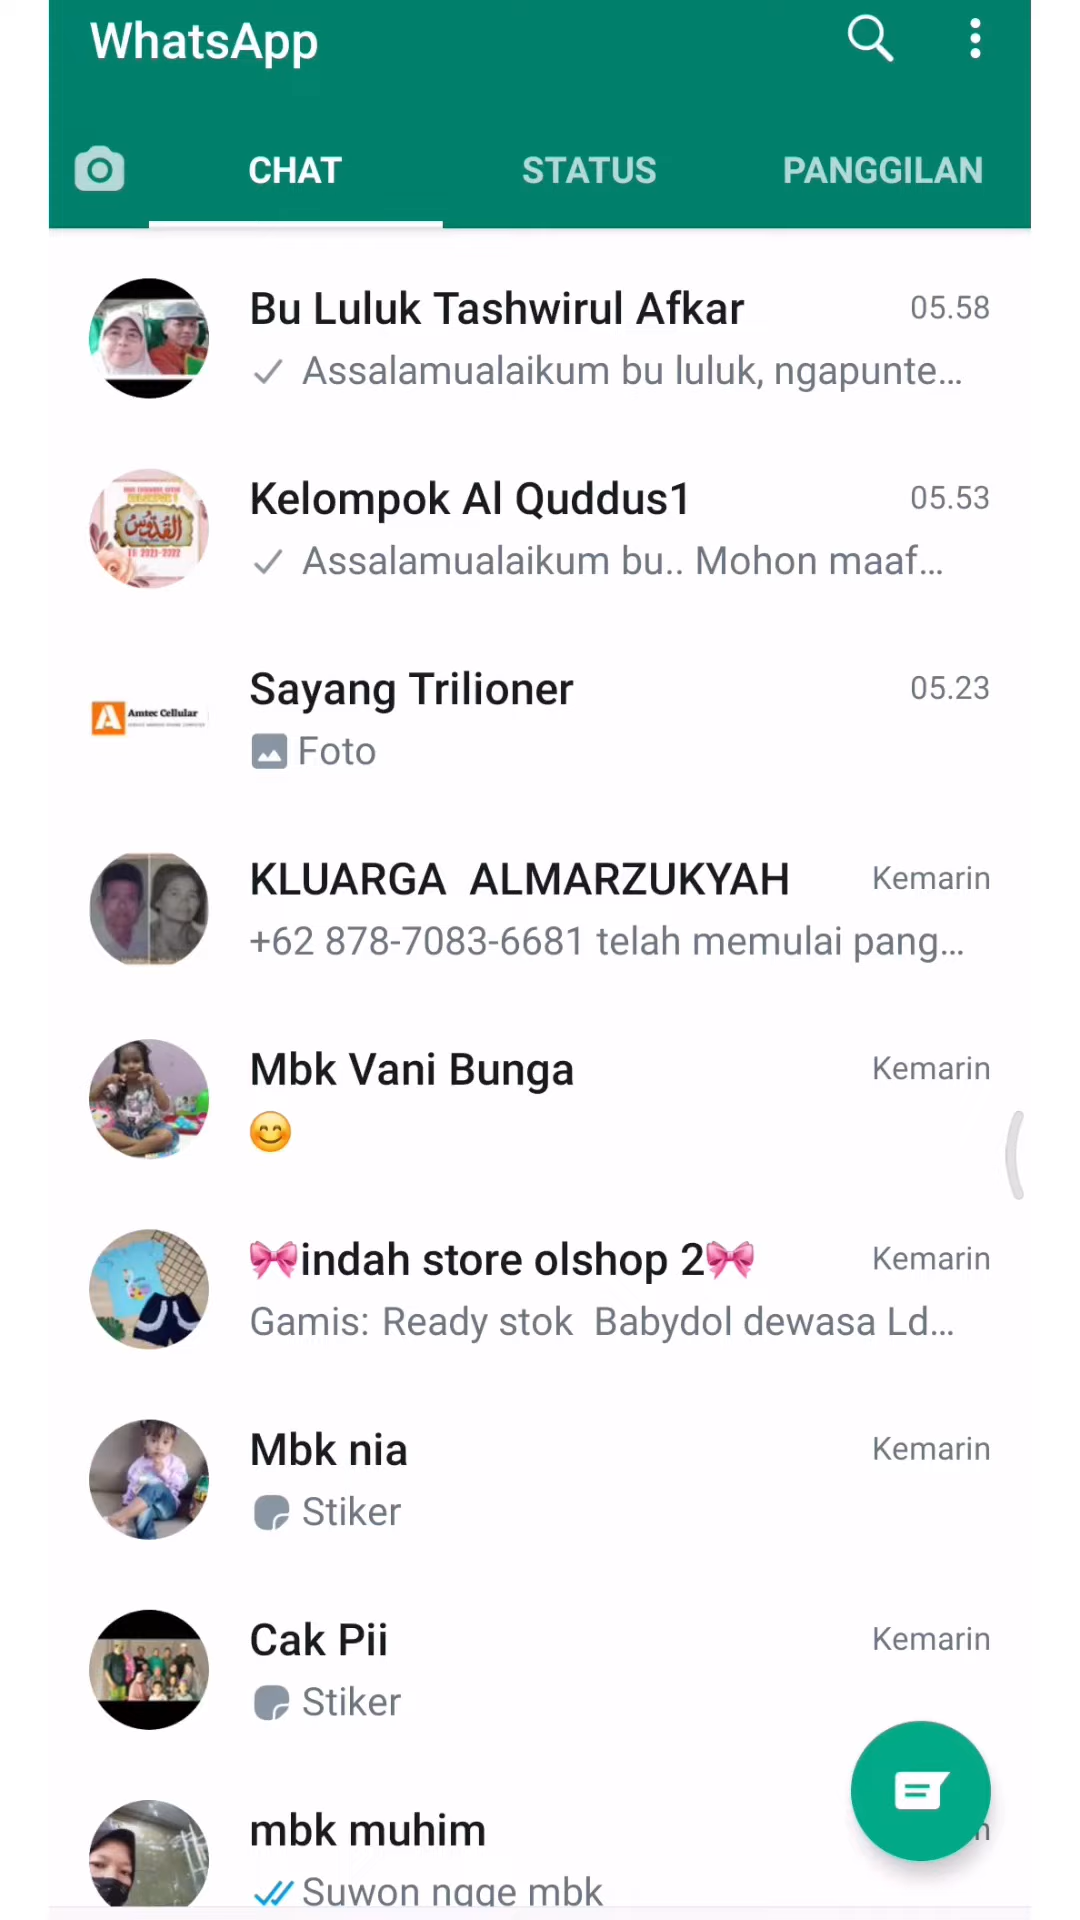 WhatsApp
CHAT
STATUS
PANGGILAN
Bu Luluk Tashwirul Afkar
05.58
Assalamualaikum bu luluk, ngapunte...
Kelompok Al Quddus1
05.53
القدوس
Assalamualaikum bu.. Mohon maaf...
Sayang Trilioner
05.23
Amtec Cellular
Foto
KLUARGA  ALMARZUKYAH
Kemarin
+62 878-7083-6681 telah memulai pang...
Mbk Vani Bunga
Kemarin
😊
🎀indah store olshop 2🎀
Kemarin
Gamis: Ready stok  Babydol dewasa Ld...
Mbk nia
Kemarin
Stiker
Cak Pii
Kemarin
Stiker
mbk muhim
Suwon nage mbk